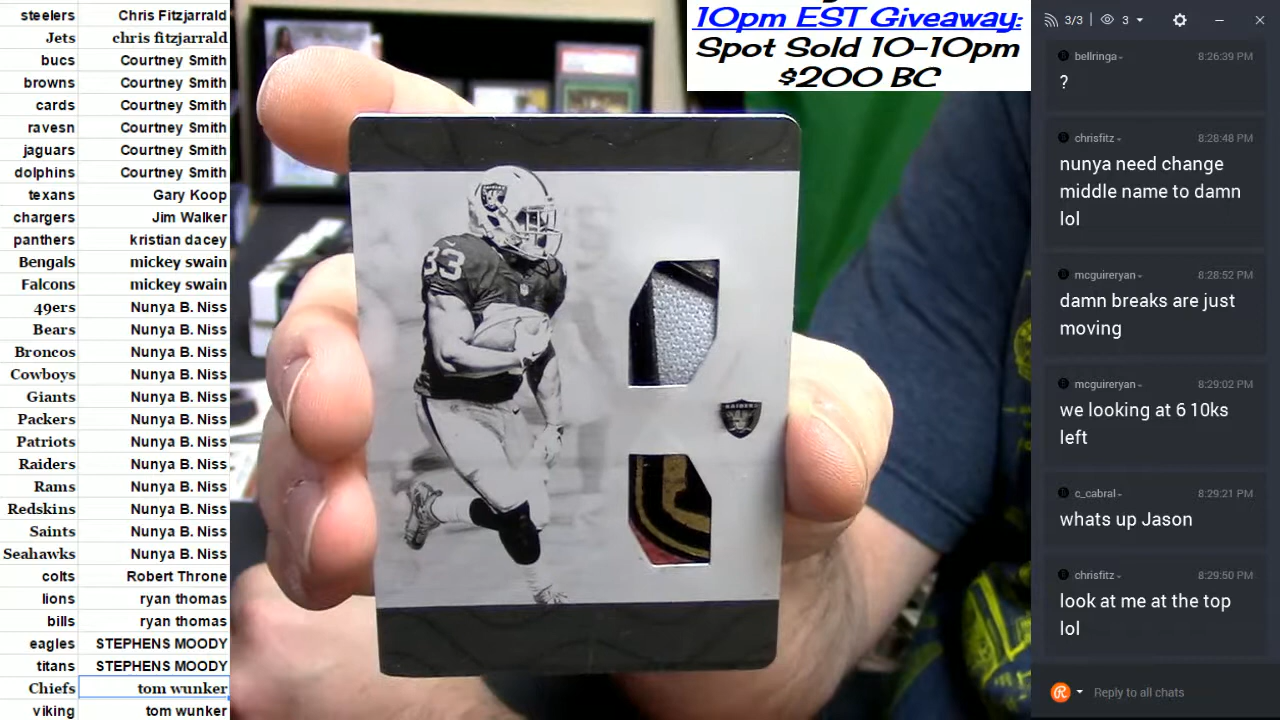 steelers Chris Fitzjarrald
Jets chris fitzjarrald
bucs Courtney Smith
browns Courtney Smith
cards Courtney Smith
ravesn Courtney Smith
jaguars Courtney Smith
dolphins Courtney Smith
texans Gary Koop
chargers Jim Walker
panthers kristian dacey
Bengals mickey swain
Falcons mickey swain
49ers Nunya B. Niss
Bears Nunya B. Niss
Broncos Nunya B. Niss
Cowboys Nunya B. Niss
Giants Nunya B. Niss
Packers Nunya B. Niss
Patriots Nunya B. Niss
Raiders Nunya B. Niss
Rams Nunya B. Niss
Redskins Nunya B. Niss
Saints Nunya B. Niss
Seahawks Nunya B. Niss
colts Robert Throne
lions ryan thomas
bills ryan thomas
eagles STEPHENS MOODY
titans STEPHENS MOODY
Chiefs tom wunker
viking tom wunker
10pm EST Giveaway:
Spot Sold 10-10pm
$200 BC
33
RAIDERS
3/3 3
bellringa 8:26:39 PM
?
chrisfitz 8:28:48 PM
nunya need change
middle name to damn
lol
mcguireryan 8:28:52 PM
damn breaks are just
moving
mcguireryan 8:29:02 PM
we looking at 6 10ks
left
c_cabral 8:29:21 PM
whats up Jason
chrisfitz 8:29:50 PM
look at me at the top
lol
Reply to all chats